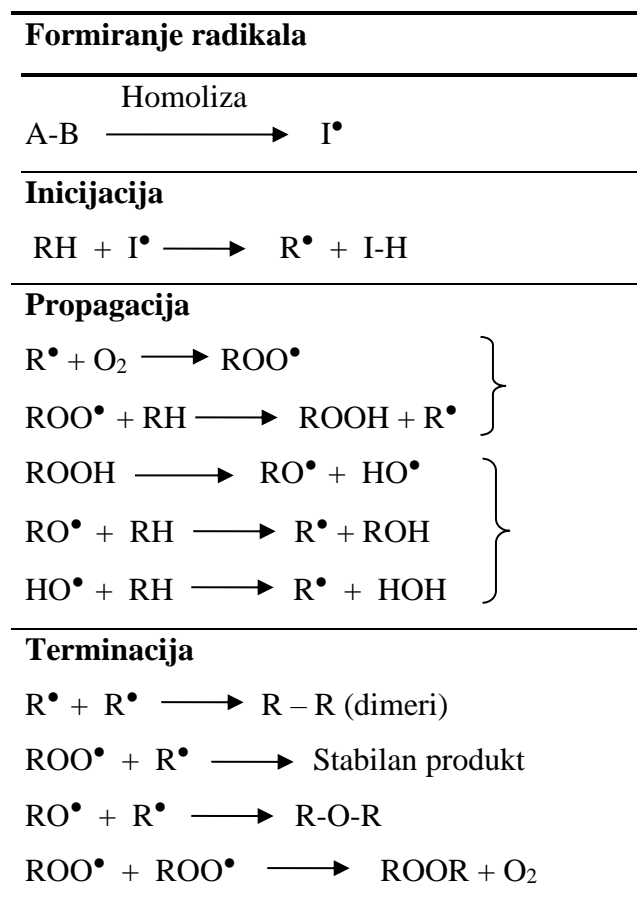 Formiranje radikala
Homoliza
A-B ⟶ I•
Inicijacija
RH + I• ⟶ R• + I-H
Propagacija
R• + O₂ ⟶ ROO•
ROO• + RH ⟶ ROOH + R•
ROOH ⟶ RO• + HO•
RO• + RH ⟶ R• + ROH
HO• + RH ⟶ R• + HOH
Terminacija
R• + R• ⟶ R – R (dimeri)
ROO• + R• ⟶ Stabilan produkt
RO• + R• ⟶ R-O-R
ROO• + ROO• ⟶ ROOR + O₂